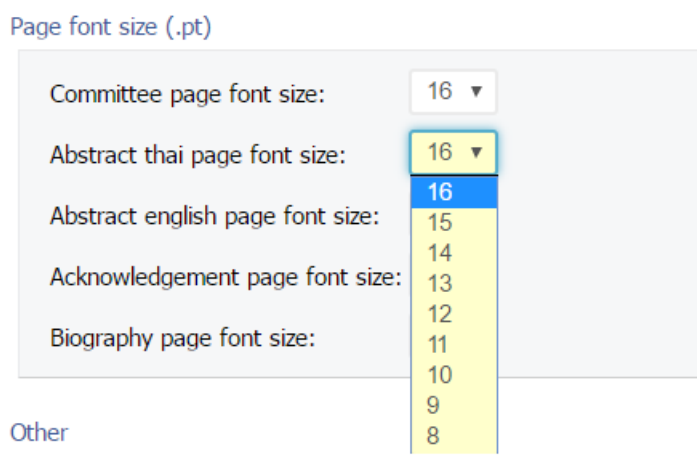 Page font size (.pt)
Committee page font size: 16
Abstract thai page font size: 16
16
Abstract english page font size: 15
14
Acknowledgement page font size: 13
12
Biography page font size: 11
10
9
Other
8